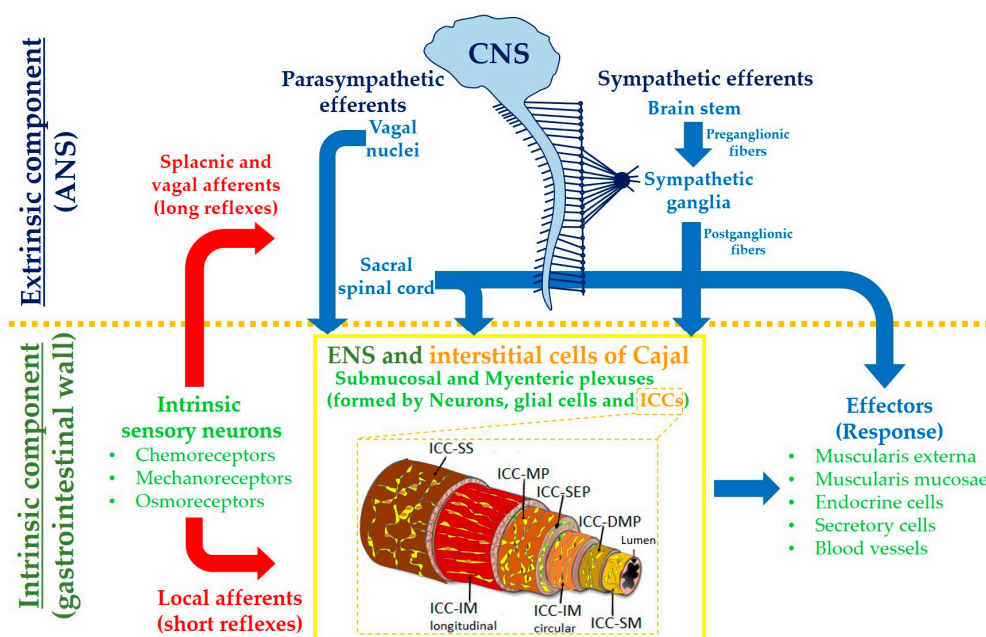 Extrinsic component
(ANS)
CNS
Parasympathetic
efferents
Vagal
nuclei
Sympathetic efferents
Brain stem
Preganglionic
fibers
Sympathetic
ganglia
Postganglionic
fibers
Splacnic and
vagal afferents
(long reflexes)
Sacral
spinal cord
Intrinsic component
(gastrointestinal wall)
Intrinsic
sensory neurons
• Chemoreceptors
• Mechanoreceptors
• Osmoreceptors
Local afferents
(short reflexes)
ENS and interstitial cells of Cajal
Submucosal and Myenteric plexuses
(formed by Neurons, glial cells and ICCs)
ICC-SS
ICC-MP
ICC-SEP
ICC-DMP
Lumen
ICC-IM
longitudinal
ICC-IM
circular
ICC-SM
Effectors
(Response)
• Muscularis externa
• Muscularis mucosae
• Endocrine cells
• Secretory cells
• Blood vessels